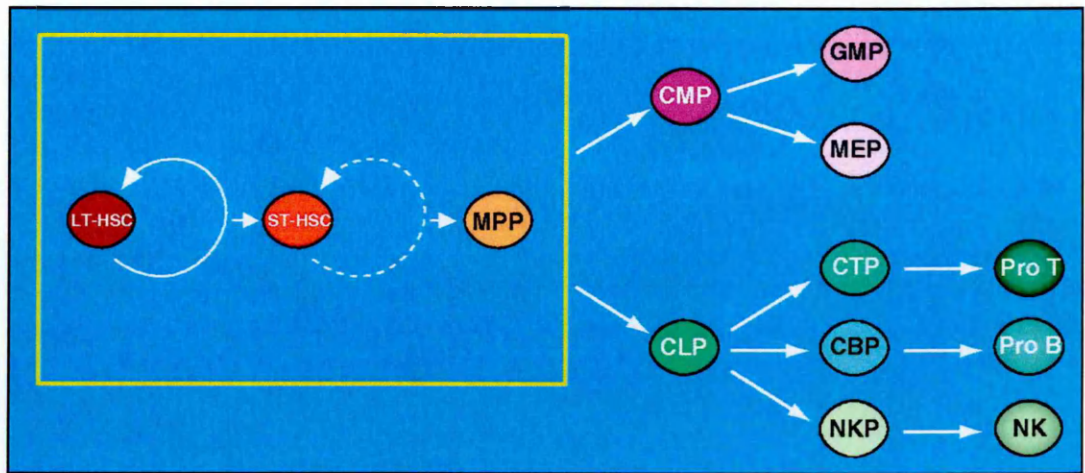 LT-HSC
ST-HSC
MPP
CMP
GMP
MEP
CLP
CTP
Pro T
CBP
Pro B
NKP
NK